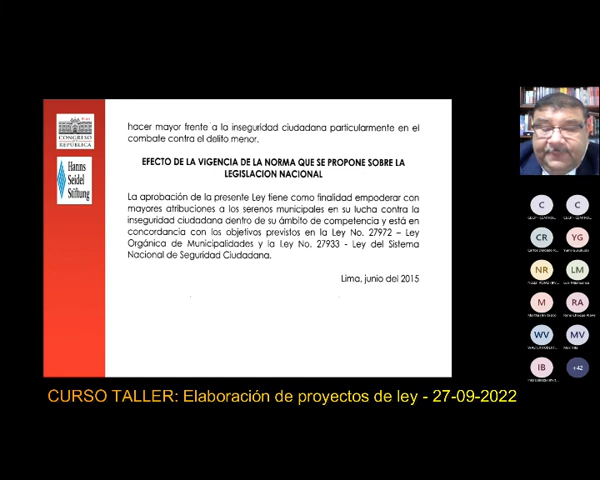 CONGRESO
REPÚBLICA
Hanns
Seidel
Stiftung
hacer mayor frente a la inseguridad ciudadana particularmente en el
combate contra el delito menor.
EFECTO DE LA VIGENCIA DE LA NORMA QUE SE PROPONE SOBRE LA
LEGISLACION NACIONAL
La aprobación de la presente Ley tiene como finalidad empoderar con
mayores atribuciones a los serenos municipales en su lucha contra la
inseguridad ciudadana dentro de su ámbito de competencia y está en
concordancia con los objetivos previstos en la Ley No. 27972 – Ley
Orgánica de Municipalidades y la Ley No. 27933 - Ley del Sistema
Nacional de Seguridad Ciudadana.
Lima, junio del 2015
C
C
CR
YG
NR
LM
M
RA
WV
MV
IB
+42
CURSO TALLER: Elaboración de proyectos de ley - 27-09-2022